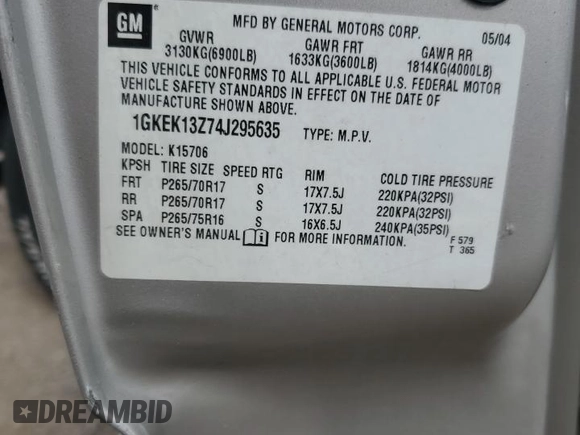 GM
MFD BY GENERAL MOTORS CORP. 05/04
GVWR GAWR FRT GAWR RR
3130KG(6900LB) 1633KG(3600LB) 1814KG(4000LB)
THIS VEHICLE CONFORMS TO ALL APPLICABLE U.S. FEDERAL MOTOR
VEHICLE SAFETY STANDARDS IN EFFECT ON THE DATE OF
MANUFACTURE SHOWN ABOVE.
1GKEK13Z74J295635 TYPE: M.P.V.
MODEL: K15706
KPSH TIRE SIZE SPEED RTG RIM COLD TIRE PRESSURE
FRT P265/70R17 S 17X7.5J 220KPA(32PSI)
RR P265/70R17 S 17X7.5J 220KPA(32PSI)
SPA P265/75R16 S 16X6.5J 240KPA(35PSI)
SEE OWNER'S MANUAL FOR MORE INFORMATION.
F 579
T 365
DREAMBID